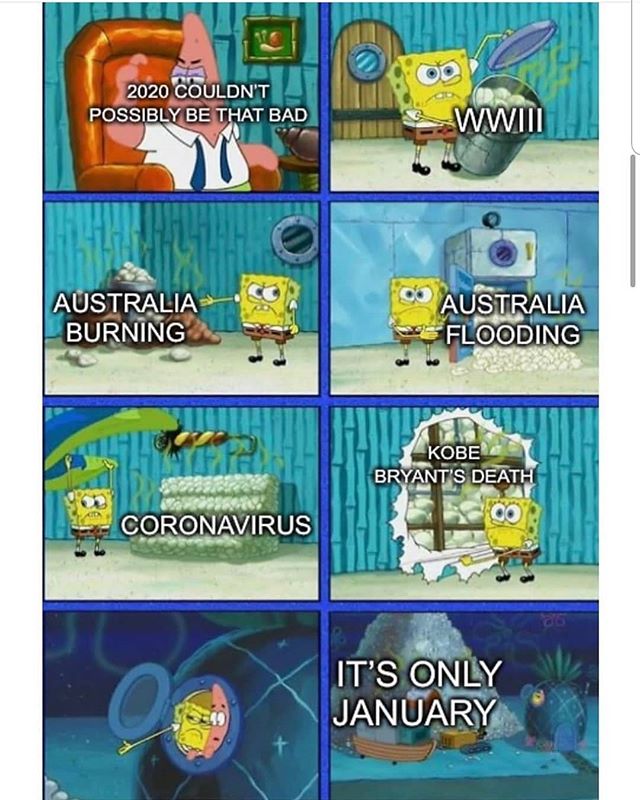 2020 COULDN'T
POSSIBLY BE THAT BAD
WWIII
AUSTRALIA
BURNING
AUSTRALIA
FLOODING
CORONAVIRUS
KOBE
BRYANT'S DEATH
IT'S ONLY
JANUARY